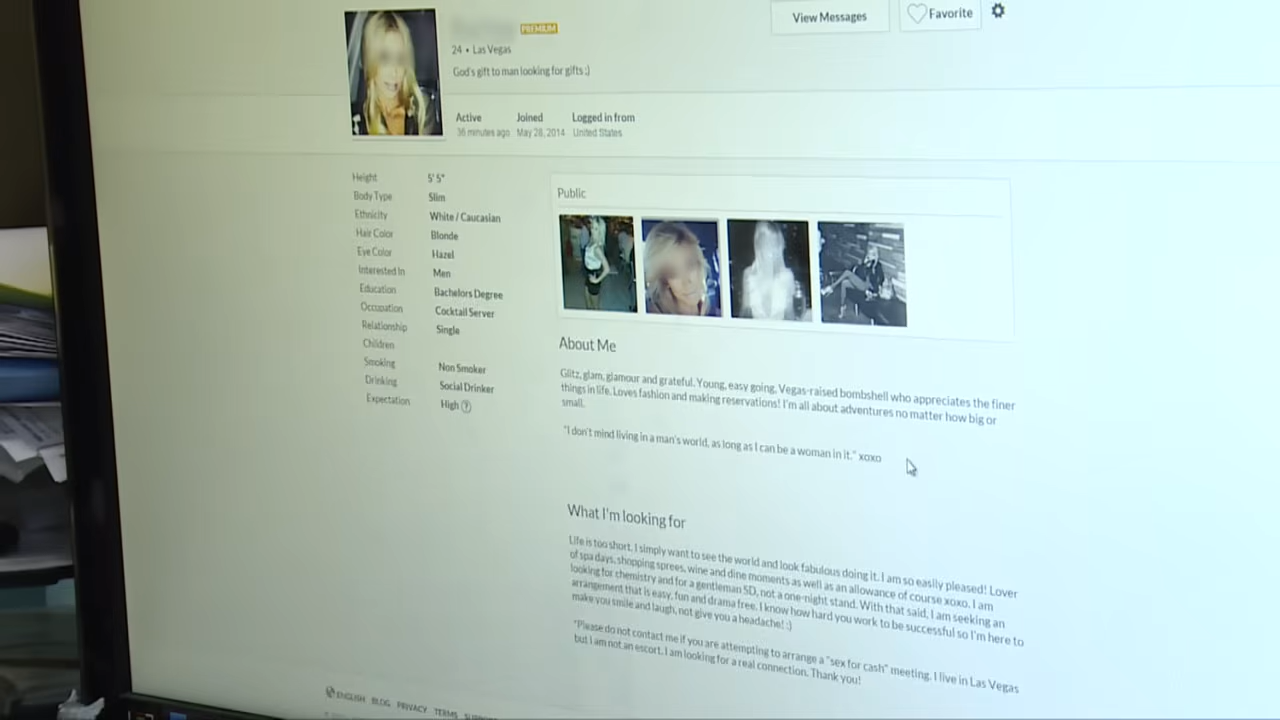 View Messages
Favorite
PREMIUM
24 • Las Vegas
God's gift to man looking for gifts ;)
Active Joined Logged in from
36 minutes ago May 28, 2014 United States
Height 5' 5"
Body Type Slim
Ethnicity White / Caucasian
Hair Color Blonde
Eye Color Hazel
Interested In Men
Education Bachelors Degree
Occupation Cocktail Server
Relationship Single
Children
Smoking Non Smoker
Drinking Social Drinker
Expectation High ?
Public
About Me
Glitz, glam, glamour and grateful. Young, easy going, Vegas-raised bombshell who appreciates the finer
things in life. Loves fashion and making reservations! I'm all about adventures no matter how big or
small.
"I don't mind living in a man's world, as long as I can be a woman in it." xoxo
What I'm looking for
Life is too short, I simply want to see the world and look fabulous doing it. I am so easily pleased! Lover
of spa days, shopping sprees, wine and dine moments as well as an allowance of course xoxo. I am
looking for chemistry and for a gentleman SD, not a one-night stand. With that said, I am seeking an
arrangement that is easy, fun and drama free. I know how hard you work to be successful so I'm here to
make you smile and laugh, not give you a headache! :)
"Please do not contact me if you are attempting to arrange a "sex for cash" meeting. I live in Las Vegas
but I am not an escort. I am looking for a real connection. Thank you!
ENGLISH BLOG PRIVACY TERMS